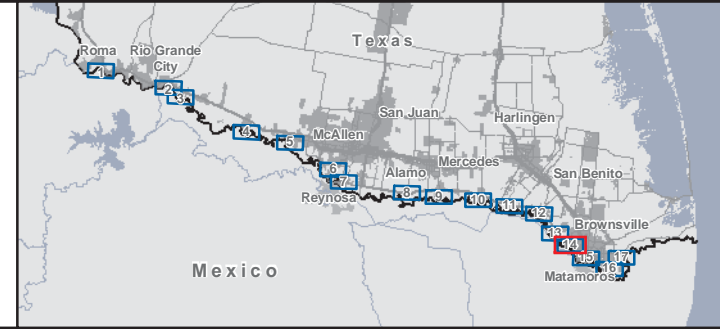 Texas
Roma
Rio Grande
City
1
2
3
San Juan
4
McAllen
5
Harlingen
Mercedes
6
7
Alamo
San Benito
Reynosa
8
9
10
11
12
Brownsville
13
14
15
17
16
Matamoros
Mexico